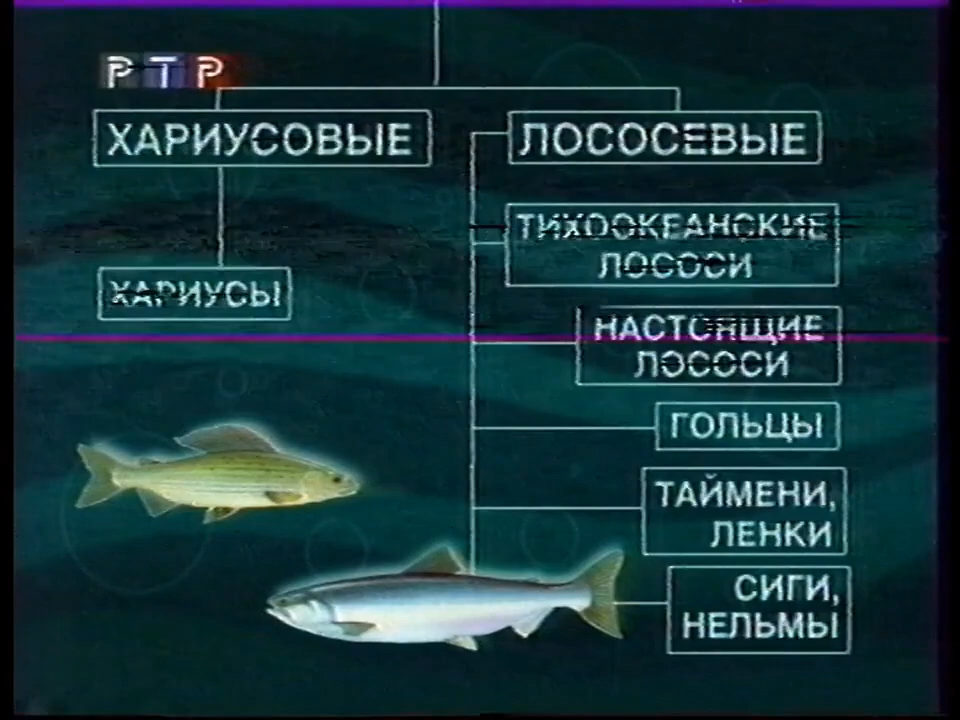 РТР
ХАРИУСОВЫЕ
ЛОСОСЕВЫЕ
ТИХООКЕАНСКИЕ
ЛОСОСИ
ХАРИУСЫ
НАСТОЯЩИЕ
ЛОСОСИ
ГОЛЬЦЫ
ТАЙМЕНИ,
ЛЕНКИ
СИГИ,
НЕЛЬМЫ